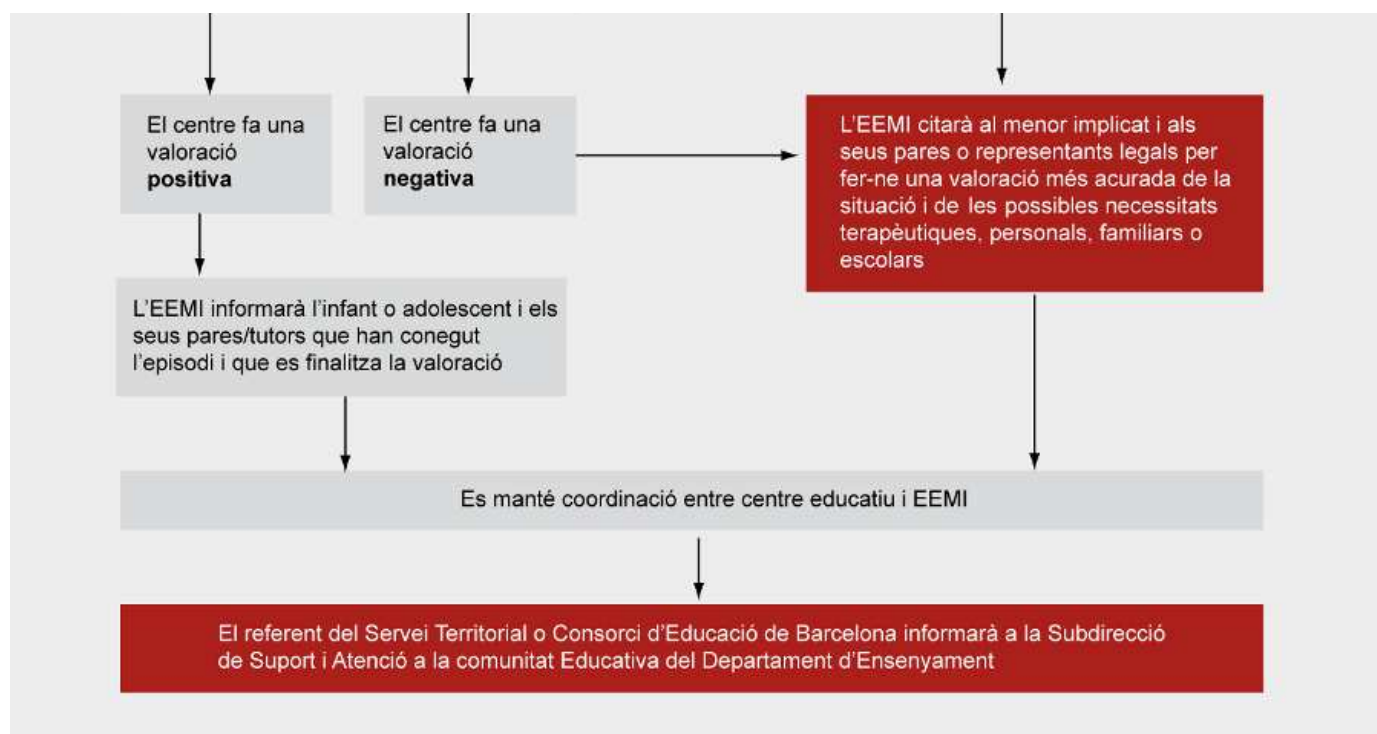 El centre fa una
valoració
positiva
El centre fa una
valoració
negativa
L'EEMI citarà al menor implicat i als
seus pares o representants legals per
fer-ne una valoració més acurada de la
situació i de les possibles necessitats
terapèutiques, personals, familiars o
escolars
L'EEMI informarà l'infant o adolescent i els
seus pares/tutors que han conegut
l'episodi i que es finalitza la valoració
Es manté coordinació entre centre educatiu i EEMI
El referent del Servei Territorial o Consorci d'Educació de Barcelona informarà a la Subdirecció
de Suport i Atenció a la comunitat Educativa del Departament d'Ensenyament